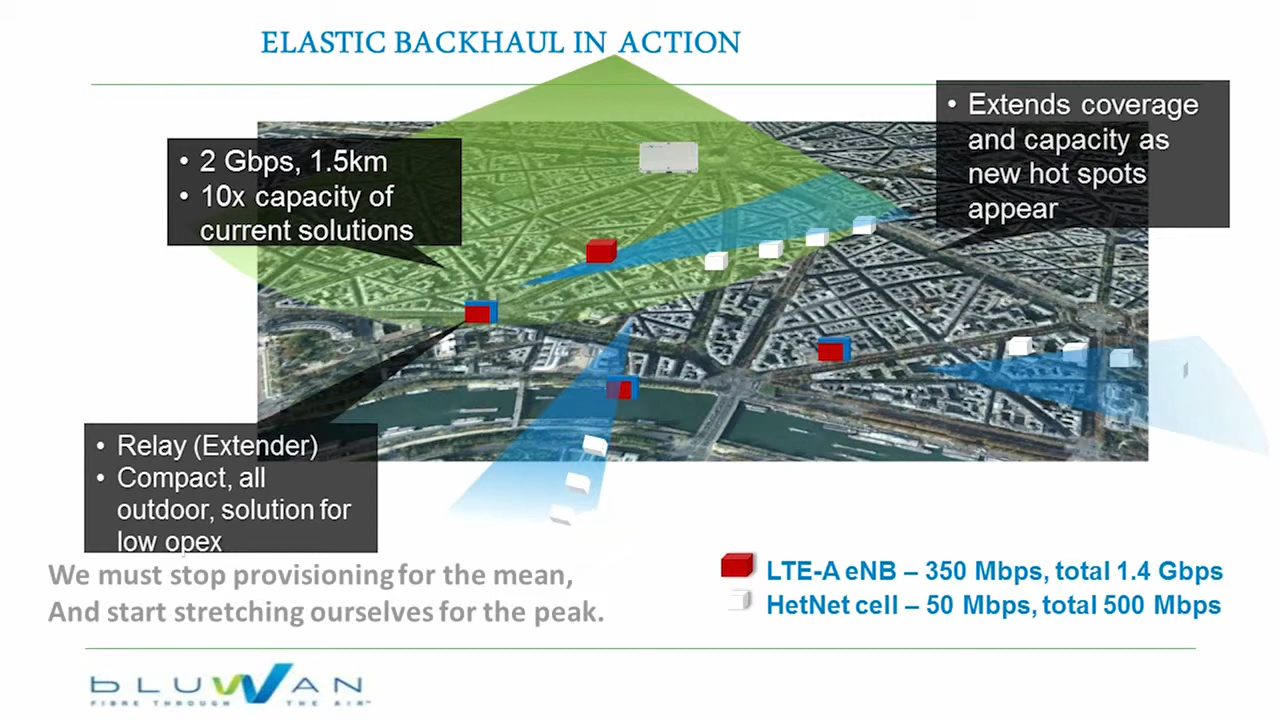 ELASTIC BACKHAUL IN ACTION
• 2 Gbps, 1.5km
• 10x capacity of
current solutions
• Extends coverage
and capacity as
new hot spots
appear
• Relay (Extender)
• Compact, all
outdoor, solution for
low opex
We must stop provisioning for the mean,
And start stretching ourselves for the peak.
LTE-A eNB – 350 Mbps, total 1.4 Gbps
HetNet cell – 50 Mbps, total 500 Mbps
bLUWAN
FIBRE THROUGH THE AIR™